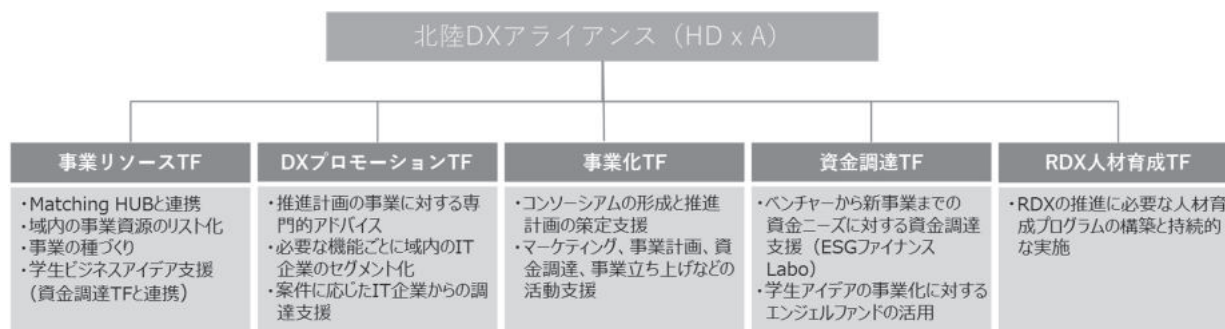 北陸DXアライアンス（HD x A）
事業リソースTF
・Matching HUBと連携
・域内の事業資源のリスト化
・事業の種づくり
・学生ビジネスアイデア支援
（資金調達TFと連携）
DXプロモーションTF
・推進計画の事業に対する専
門的アドバイス
・必要な機能ごとに域内のIT
企業のセグメント化
・案件に応じたIT企業からの調
達支援
事業化TF
・コンソーシアムの形成と推進
計画の策定支援
・マーケティング、事業計画、資
金調達、事業立ち上げなどの
活動支援
資金調達TF
・ベンチャーから新事業までの
資金ニーズに対する資金調達
支援（ESGファイナンス
Labo）
・学生アイデアの事業化に対する
エンジェルファンドの活用
RDX人材育成TF
・RDXの推進に必要な人材育
成プログラムの構築と持続的
な実施